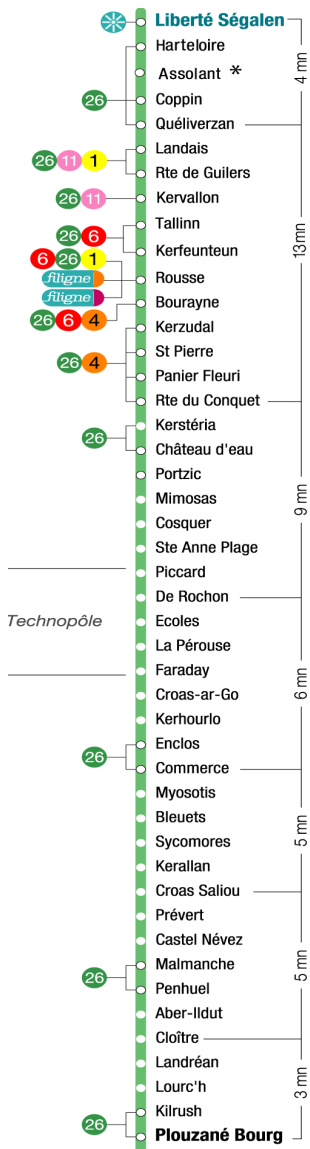 Liberté Ségalen
Harteloire
4 mn
Assolant *
26 Coppin
Quéliverzan
Landais
26 11 1
Rte de Guilers
26 11 Kervallon
Tallinn
26 6
13mn
Kerfeunteun
6 26 1
filigne Rousse
filigne
Bourayne
26 6 4
Kerzudal
St Pierre
26 4
Panier Fleuri
Rte du Conquet
Kerstéria
26
Château d'eau
Portzic
9 mn
Mimosas
Cosquer
Ste Anne Plage
Piccard
De Rochon
Technopôle
Ecoles
La Pérouse
Faraday
6 mn
Croas-ar-Go
Kerhourlo
Enclos
26
Commerce
Myosotis
Bleuets
5 mn
Sycomores
Kerallan
Croas Saliou
Prévert
Castel Névez
5 mn
Malmanche
26
Penhuel
Aber-Ildut
Cloître
Landréan
3 mn
Lourc'h
Kilrush
26
Plouzané Bourg